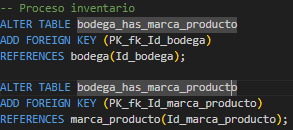 -- Proceso inventario
ALTER TABLE bodega_has_marca_producto
ADD FOREIGN KEY (PK_fk_Id_bodega)
REFERENCES bodega(Id_bodega);
ALTER TABLE bodega_has_marca_producto
ADD FOREIGN KEY (PK_fk_Id_marca_producto)
REFERENCES marca_producto(Id_marca_producto);